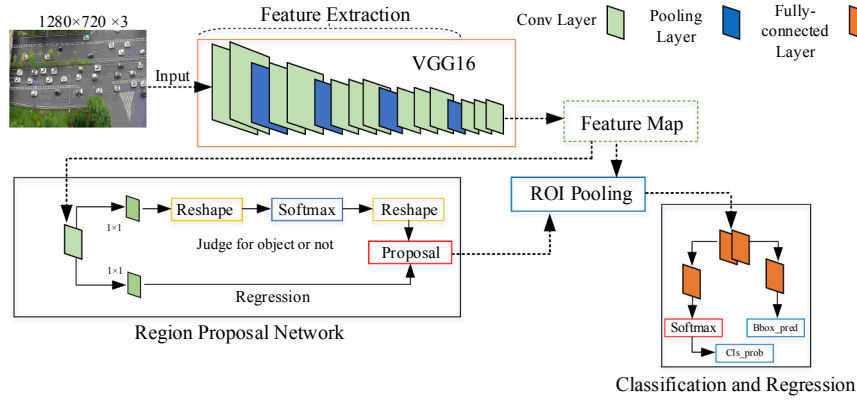 1280×720 ×3
Feature Extraction
Conv Layer
Pooling
Layer
Fully-
connected
Layer
VGG16
Input
Feature Map
ROI Pooling
1×1
Reshape
Softmax
Reshape
Judge for object or not
Proposal
1×1
Regression
Region Proposal Network
Softmax
Bbox_pred
Cls_prob
Classification and Regression